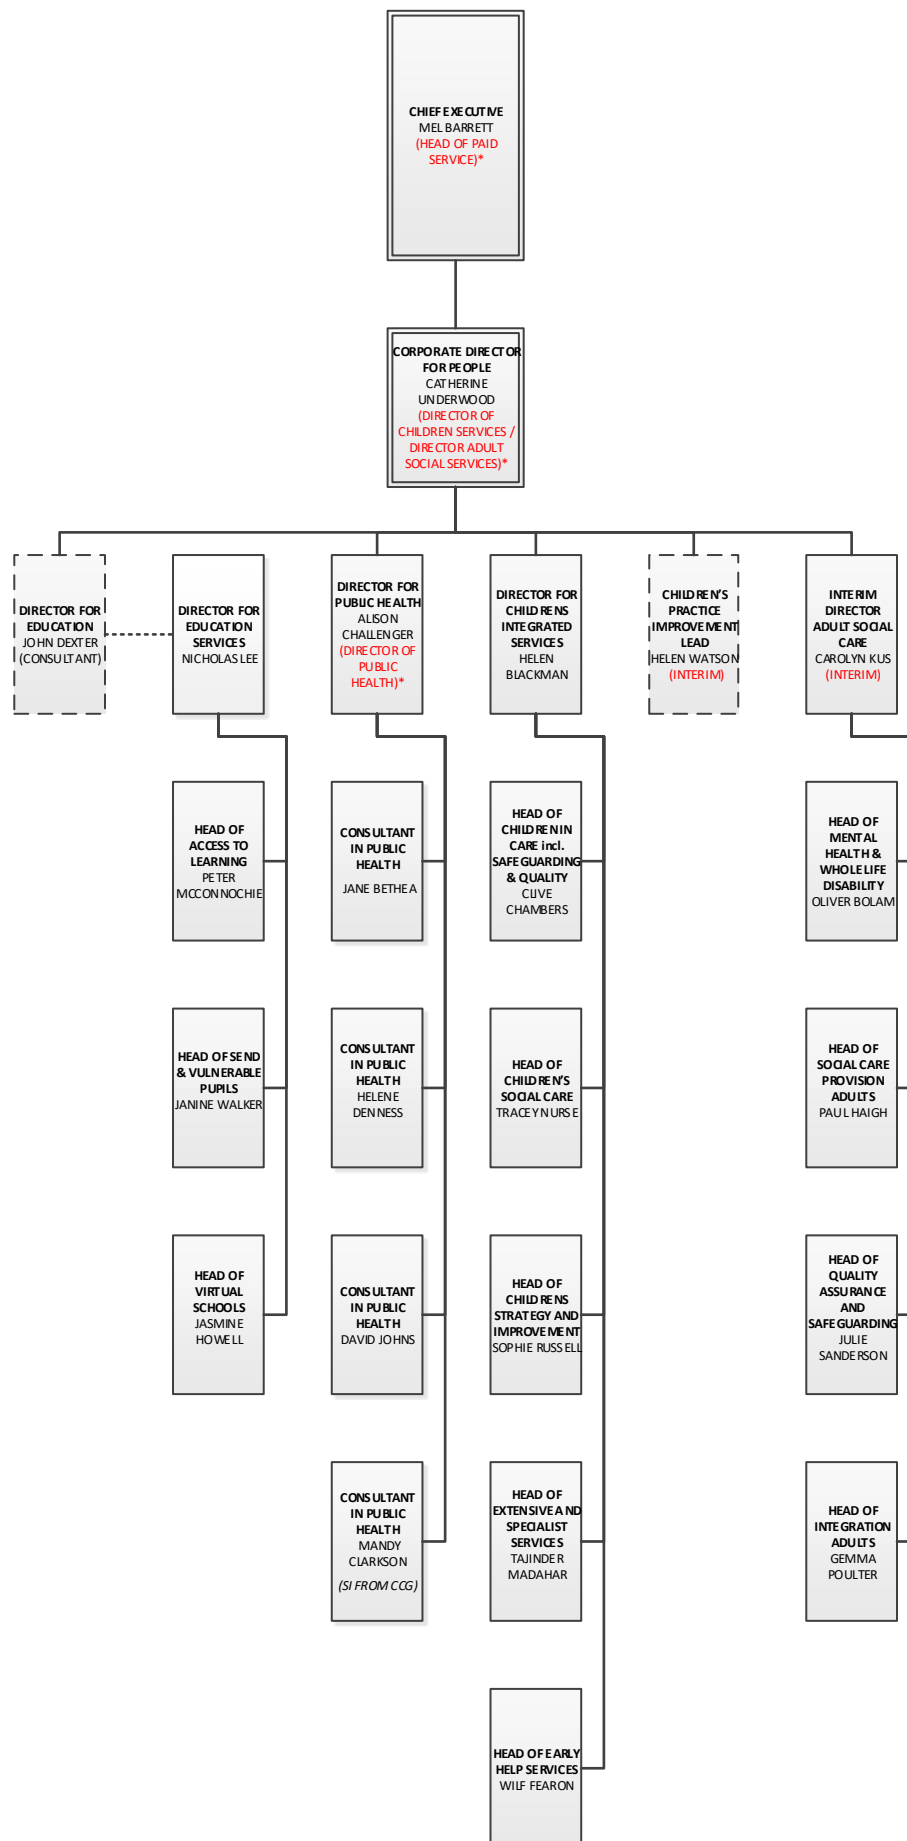 CHIEF EXECUTIVE
MEL BARRETT
(HEAD OF PAID
SERVICE)*
CORPORATE DIRECTOR
FOR PEOPLE
CATHERINE
UNDERWOOD
(DIRECTOR OF
CHILDREN SERVICES /
DIRECTOR ADULT
SOCIAL SERVICES)*
DIRECTOR FOR
EDUCATION
JOHN DEXTER
(CONSULTANT)
DIRECTOR FOR
EDUCATION
SERVICES
NICHOLAS LEE
DIRECTOR FOR
PUBLIC HEALTH
ALISON
CHALLENGER
(DIRECTOR OF
PUBLIC
HEALTH)*
DIRECTOR FOR
CHILDRENS
INTEGRATED
SERVICES
HELEN
BLACKMAN
CHILDREN'S
PRACTICE
IMPROVEMENT
LEAD
HELEN WATSON
(INTERIM)
INTERIM
DIRECTOR
ADULT SOCIAL
CARE
CAROLYN KUS
(INTERIM)
HEAD OF
ACCESS TO
LEARNING
PETER
MCCONNOCHIE
CONSULTANT
IN PUBLIC
HEALTH
JANE BETHEA
HEAD OF
CHILDREN IN
CARE incl.
SAFEGUARDING
& QUALITY
CLIVE
CHAMBERS
HEAD OF
MENTAL
HEALTH &
WHOLE LIFE
DISABILITY
OLIVER BOLAM
HEAD OF SEND
& VULNERABLE
PUPILS
JANINE WALKER
CONSULTANT
IN PUBLIC
HEALTH
HELENE
DENNESS
HEAD OF
CHILDREN'S
SOCIAL CARE
TRACEY NURSE
HEAD OF
SOCIAL CARE
PROVISION
ADULTS
PAUL HAIGH
HEAD OF
VIRTUAL
SCHOOLS
JASMINE
HOWELL
CONSULTANT
IN PUBLIC
HEALTH
DAVID JOHNS
HEAD OF
CHILDRENS
STRATEGY AND
IMPROVEMENT
SOPHIE RUSSELL
HEAD OF
QUALITY
ASSURANCE
AND
SAFEGUARDING
JULIE
SANDERSON
CONSULTANT
IN PUBLIC
HEALTH
MANDY
CLARKSON
(SI FROM CCG)
HEAD OF
EXTENSIVE AND
SPECIALIST
SERVICES
TAJINDER
MADAHAR
HEAD OF
INTEGRATION
ADULTS
GEMMA
POULTER
HEAD OF EARLY
HELP SERVICES
WILF FEARON